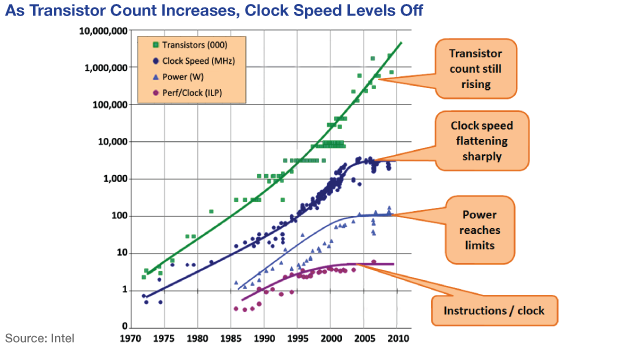 As Transistor Count Increases, Clock Speed Levels Off
10,000,000
1,000,000
100,000
10,000
1,000
100
10
1
0
1970 1975 1980 1985 1990 1995 2000 2005 2010
Transistors (000)
Clock Speed (MHz)
Power (W)
Perf/Clock (ILP)
Transistor
count still
rising
Clock speed
flattening
sharply
Power
reaches
limits
Instructions / clock
Source: Intel